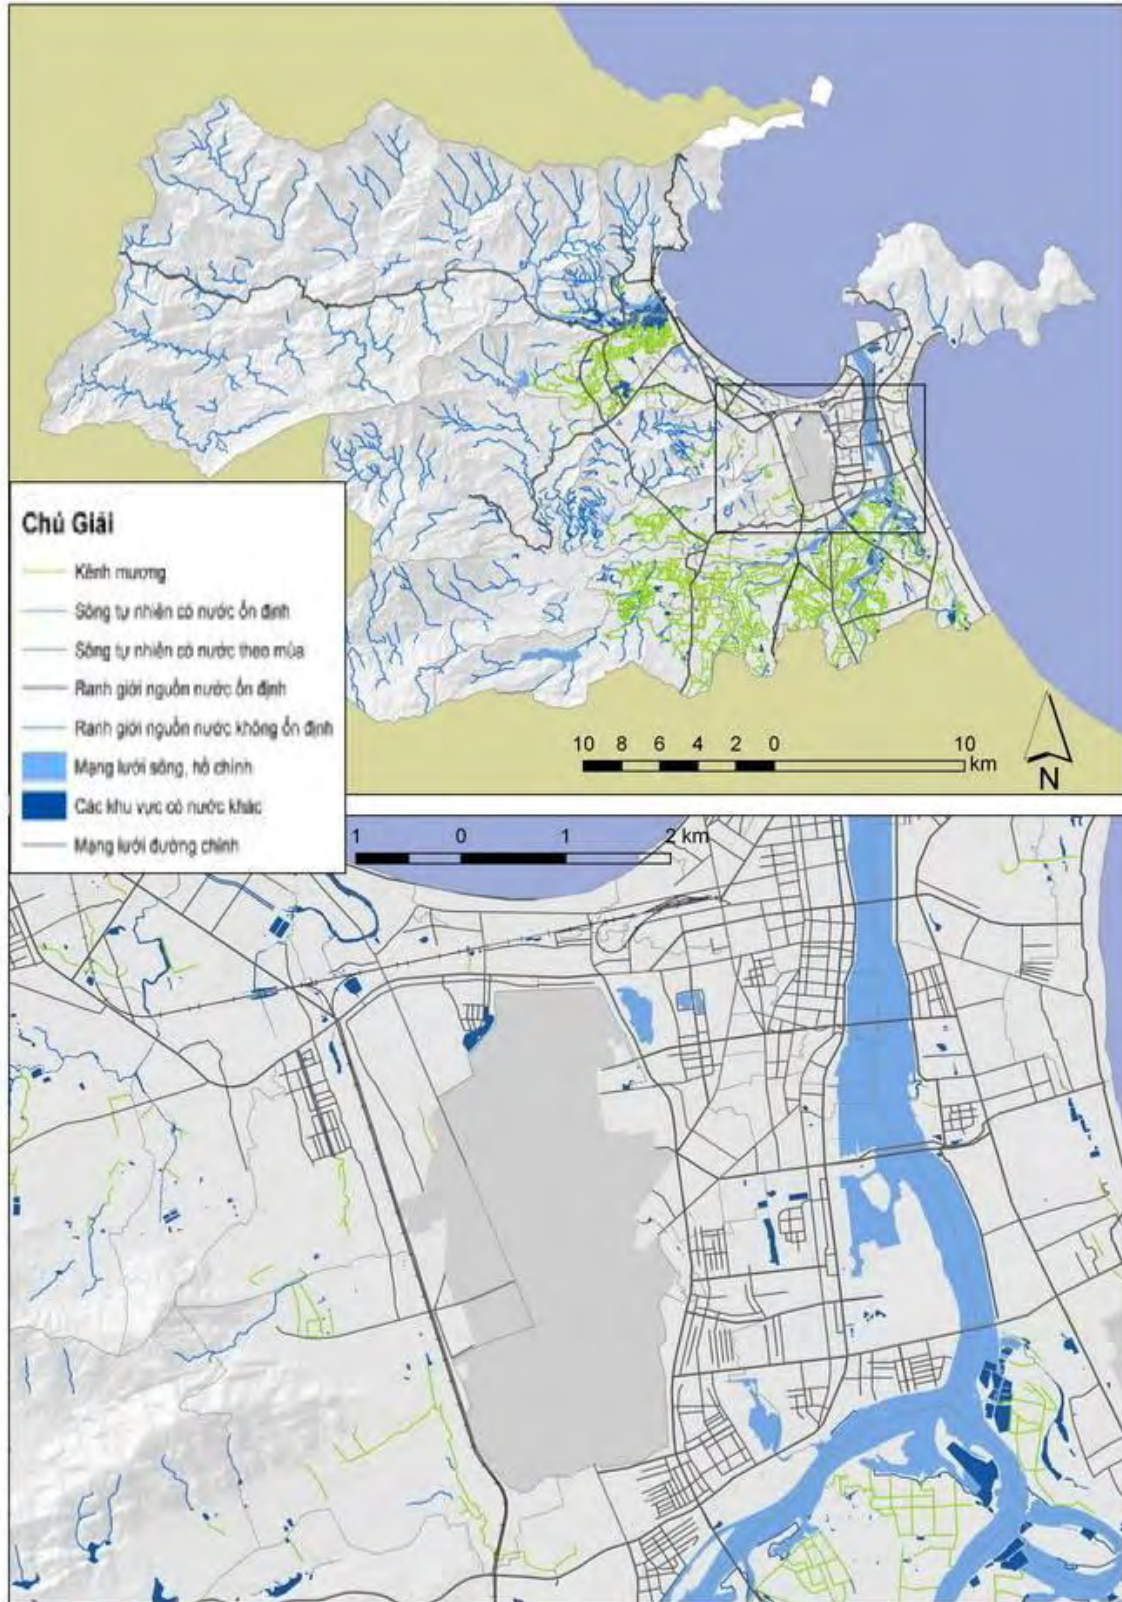 Chú Giải
Kênh mương
Sông tự nhiên có nước ổn định
Sông tự nhiên có nước theo mùa
Ranh giới nguồn nước ổn định
Ranh giới nguồn nước không ổn định
Mạng lưới sông, hồ chính
Các khu vực có nước khác
Mạng lưới đường chính
10 8 6 4 2 0 10
km
N
1 0 1 2 km